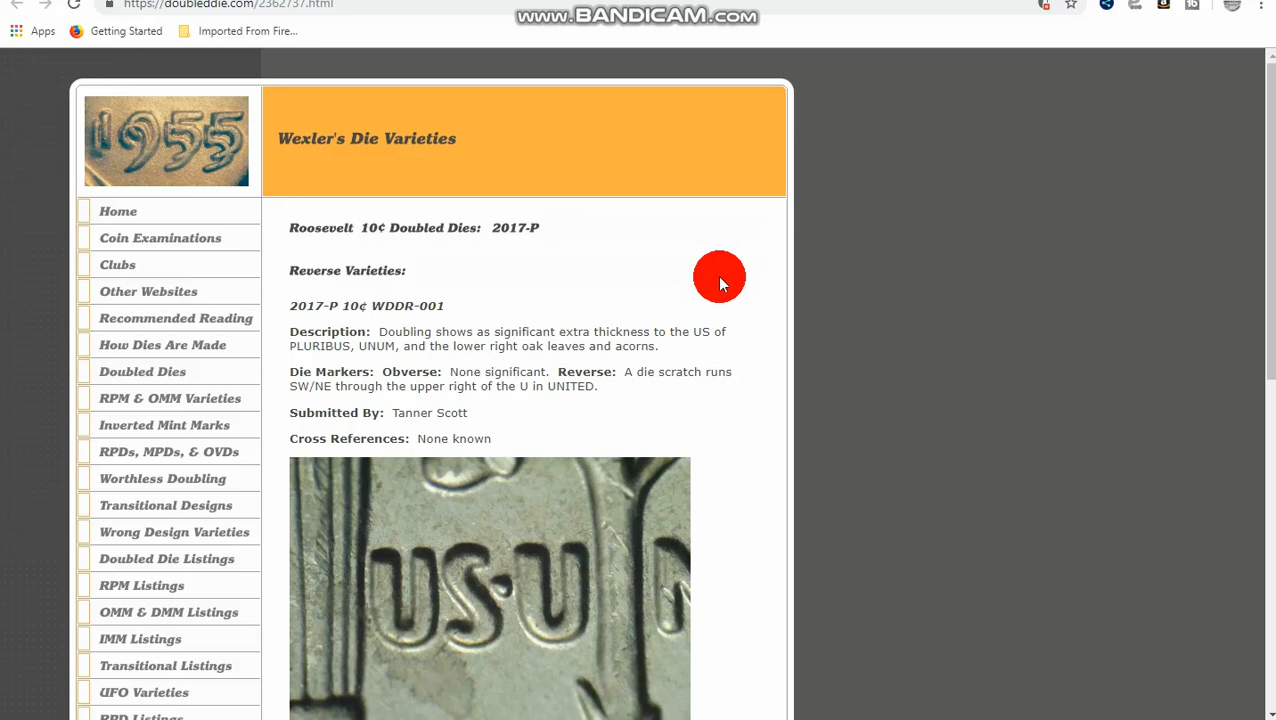 https://doubleddie.com/2362737.html
www.BANDICAM.com
Apps
Getting Started
Imported From Fire...
1955
Wexler's Die Varieties
Home
Coin Examinations
Clubs
Other Websites
Recommended Reading
How Dies Are Made
Doubled Dies
RPM & OMM Varieties
Inverted Mint Marks
RPDs, MPDs, & OVDs
Worthless Doubling
Transitional Designs
Wrong Design Varieties
Doubled Die Listings
RPM Listings
OMM & DMM Listings
IMM Listings
Transitional Listings
UFO Varieties
RPD Listings
Roosevelt 10¢ Doubled Dies: 2017-P
Reverse Varieties:
2017-P 10¢ WDDR-001
Description: Doubling shows as significant extra thickness to the US of
PLURIBUS, UNUM, and the lower right oak leaves and acorns.
Die Markers: Obverse: None significant. Reverse: A die scratch runs
SW/NE through the upper right of the U in UNITED.
Submitted By: Tanner Scott
Cross References: None known
US·U